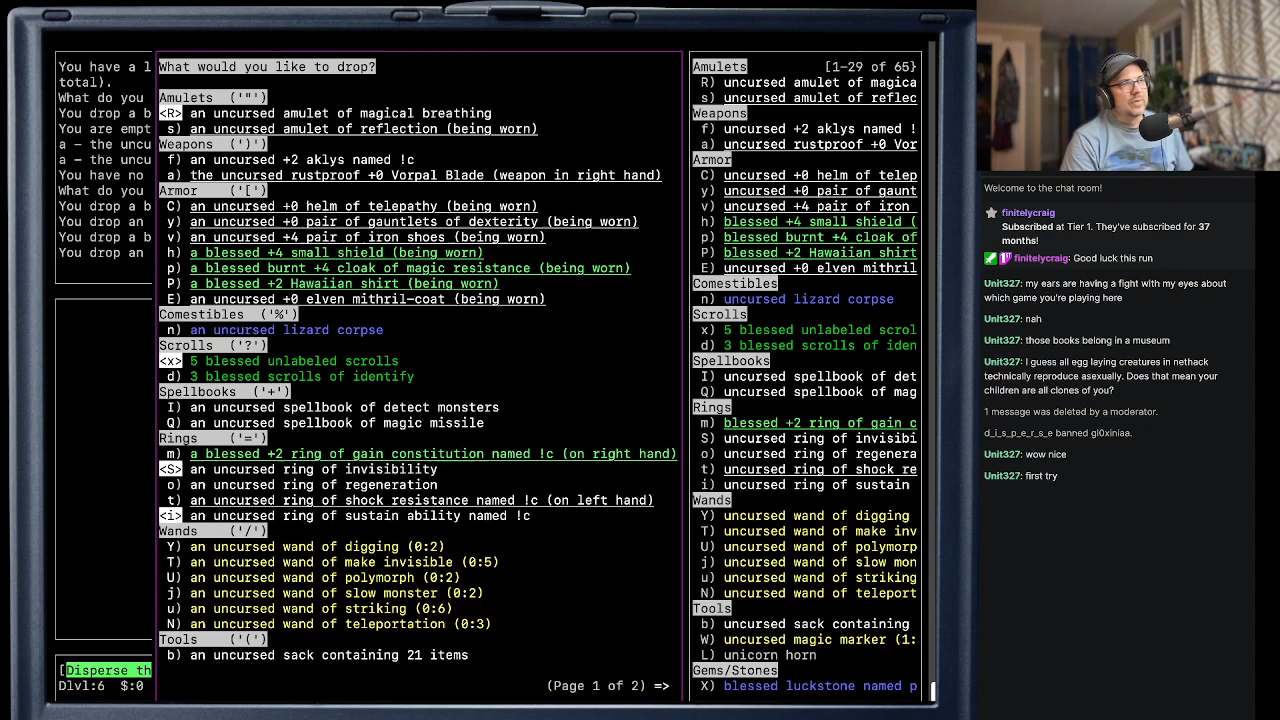 You have a l
total).
What do you
You drop a b
You are empt
a – the uncu
a – the uncu
You have no
What do you
You drop a b
You drop an
You drop a b
You drop an
[Disperse th
Dlvl:6 $:0
What would you like to drop?
Amulets ('"')
<R> an uncursed amulet of magical breathing
s) an uncursed amulet of reflection (being worn)
Weapons (')')
f) an uncursed +2 aklys named !c
a) the uncursed rustproof +0 Vorpal Blade (weapon in right hand)
Armor ('[')
C) an uncursed +0 helm of telepathy (being worn)
y) an uncursed +0 pair of gauntlets of dexterity (being worn)
v) an uncursed +4 pair of iron shoes (being worn)
h) a blessed +4 small shield (being worn)
p) a blessed burnt +4 cloak of magic resistance (being worn)
P) a blessed +2 Hawaiian shirt (being worn)
E) an uncursed +0 elven mithril-coat (being worn)
Comestibles ('%')
n) an uncursed lizard corpse
Scrolls ('?')
<x> 5 blessed unlabeled scrolls
d) 3 blessed scrolls of identify
Spellbooks ('+')
I) an uncursed spellbook of detect monsters
Q) an uncursed spellbook of magic missile
Rings ('=')
m) a blessed +2 ring of gain constitution named !c (on right hand)
<S> an uncursed ring of invisibility
o) an uncursed ring of regeneration
t) an uncursed ring of shock resistance named !c (on left hand)
<i> an uncursed ring of sustain ability named !c
Wands ('/')
Y) an uncursed wand of digging (0:2)
T) an uncursed wand of make invisible (0:5)
U) an uncursed wand of polymorph (0:2)
j) an uncursed wand of slow monster (0:2)
u) an uncursed wand of striking (0:6)
N) an uncursed wand of teleportation (0:3)
Tools ('(')
b) an uncursed sack containing 21 items
(Page 1 of 2) =>
Amulets [1-29 of 65}
R) uncursed amulet of magica
s) uncursed amulet of reflec
Weapons
f) uncursed +2 aklys named !
a) uncursed rustproof +0 Vor
Armor
C) uncursed +0 helm of telep
y) uncursed +0 pair of gaunt
v) uncursed +4 pair of iron
h) blessed +4 small shield (
p) blessed burnt +4 cloak of
P) blessed +2 Hawaiian shirt
E) uncursed +0 elven mithril
Comestibles
n) uncursed lizard corpse
Scrolls
x) 5 blessed unlabeled scrol
d) 3 blessed scrolls of iden
Spellbooks
I) uncursed spellbook of det
Q) uncursed spellbook of mag
Rings
m) blessed +2 ring of gain c
S) uncursed ring of invisibi
o) uncursed ring of regenera
t) uncursed ring of shock re
i) uncursed ring of sustain
Wands
Y) uncursed wand of digging
T) uncursed wand of make inv
U) uncursed wand of polymorp
j) uncursed wand of slow mon
u) uncursed wand of striking
N) uncursed wand of teleport
Tools
b) uncursed sack containing
W) uncursed magic marker (1:
L) unicorn horn
Gems/Stones
X) blessed luckstone named p
Welcome to the chat room!
finitelycraig
Subscribed at Tier 1. They've subscribed for 37
months!
finitelycraig: Good luck this run
Unit327: my ears are having a fight with my eyes about
which game you're playing here
Unit327: nah
Unit327: those books belong in a museum
Unit327: I guess all egg laying creatures in nethack
technically reproduce asexually. Does that mean your
children are all clones of you?
1 message was deleted by a moderator.
d_i_s_p_e_r_s_e banned gl0xiniaa.
Unit327: wow nice
Unit327: first try